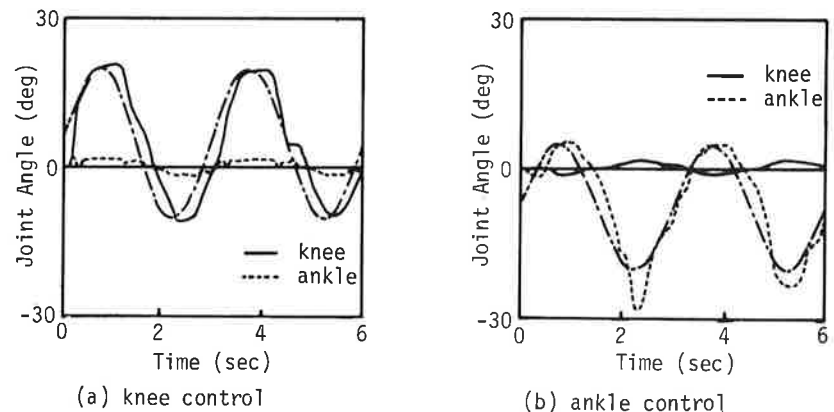 30
Joint Angle (deg)
0
-30
knee
ankle
0 2 4 6
Time (sec)
(a) knee control
30
Joint Angle (deg)
0
-30
knee
ankle
0 2 4 6
Time (sec)
(b) ankle control